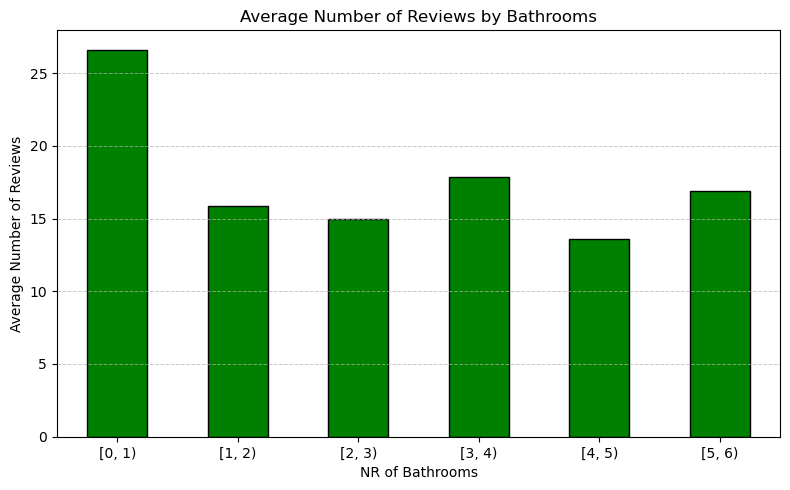 Average Number of Reviews by Bathrooms
Average Number of Reviews
25
20
15
10
5
0
[0, 1) [1, 2) [2, 3) [3, 4) [4, 5) [5, 6)
NR of Bathrooms